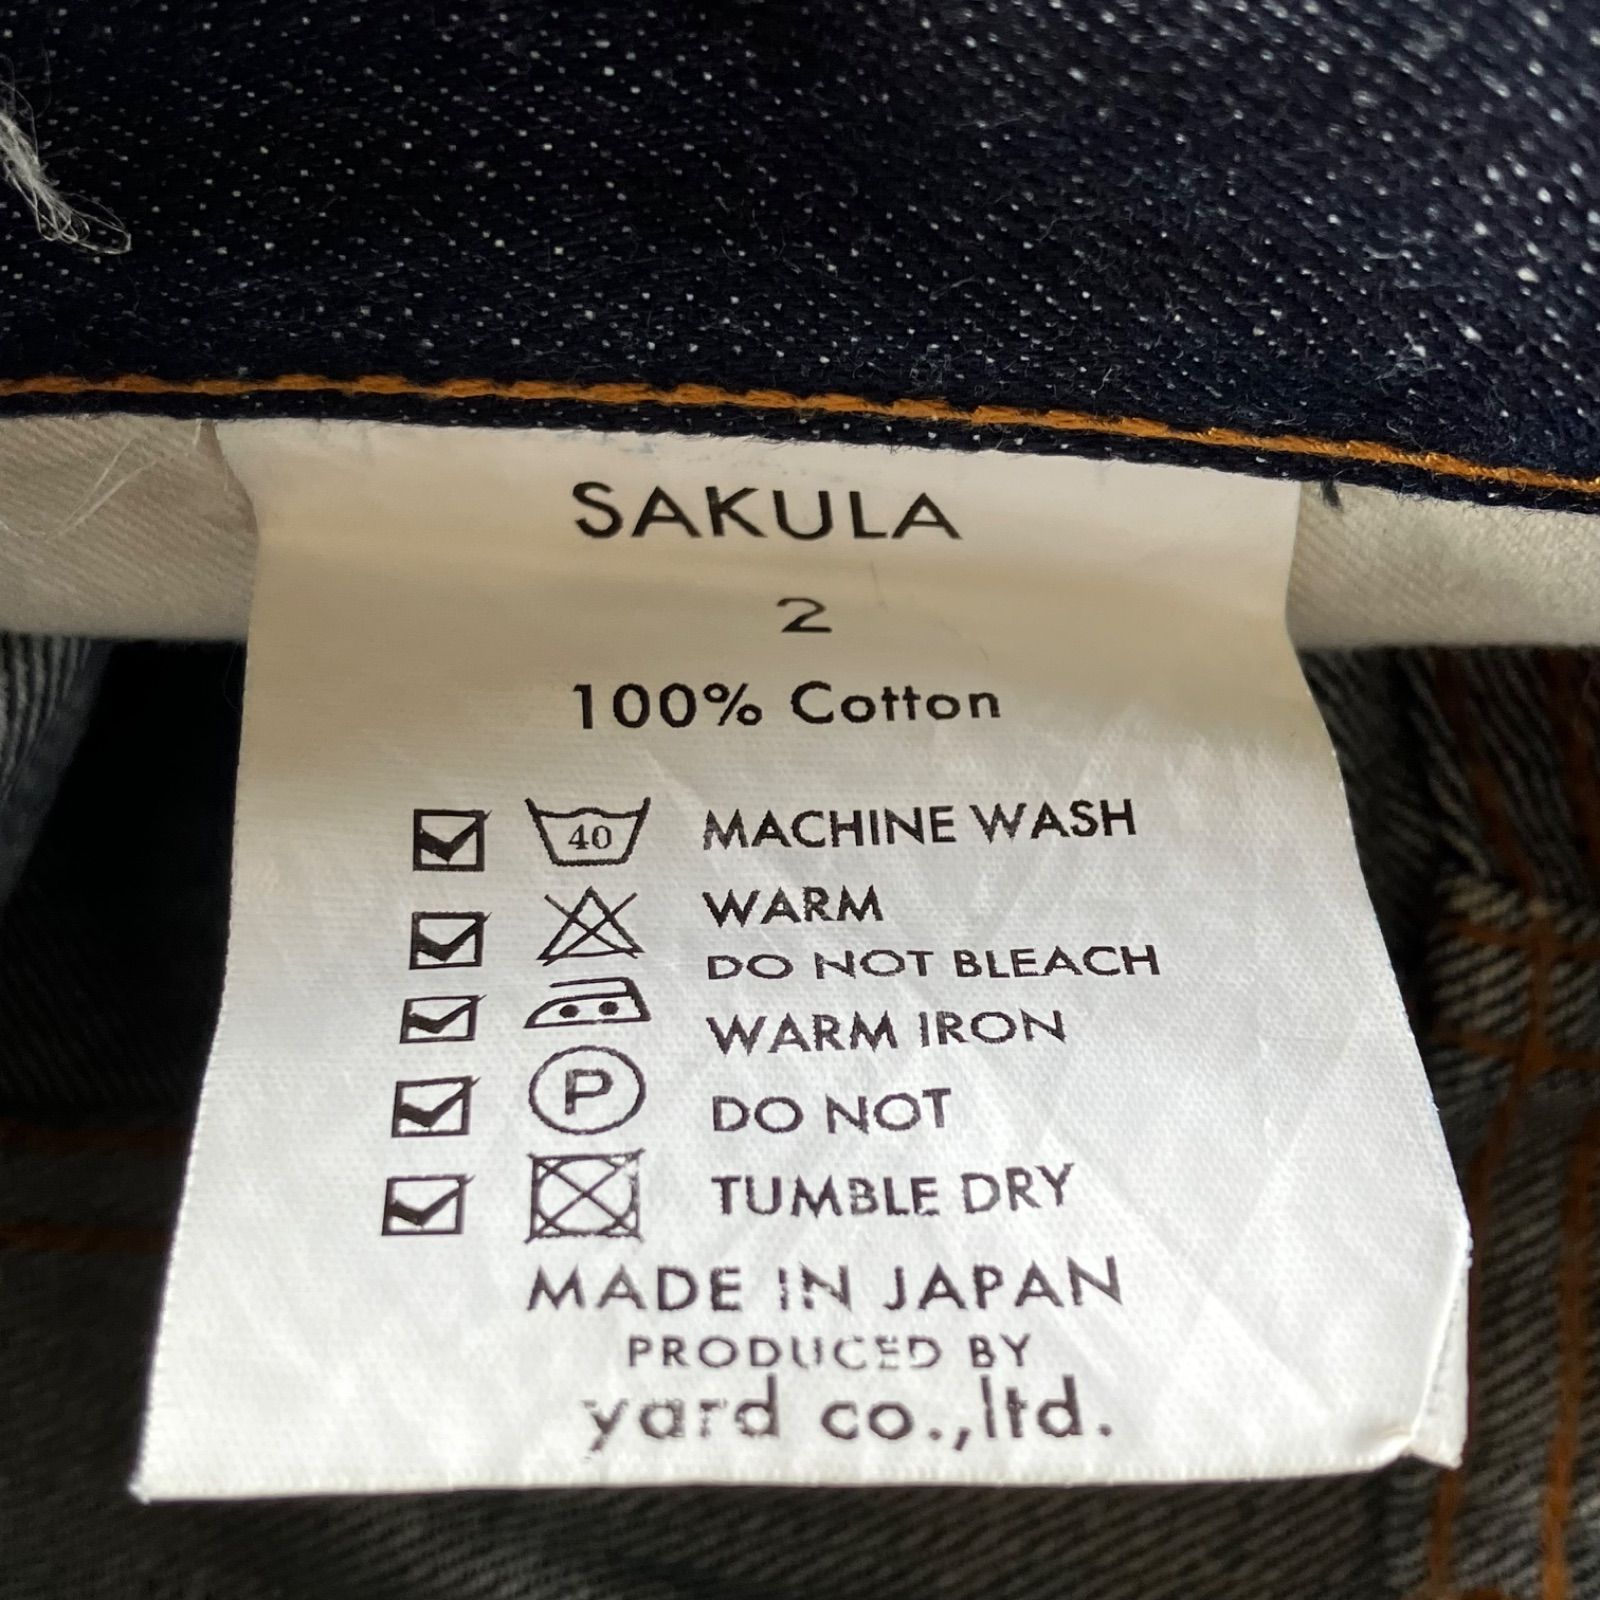 SAKULA
2
100% Cotton
40 MACHINE WASH
WARM
DO NOT BLEACH
WARM IRON
P DO NOT
TUMBLE DRY
MADE IN JAPAN
PRODUCED BY
yard co.,ltd.